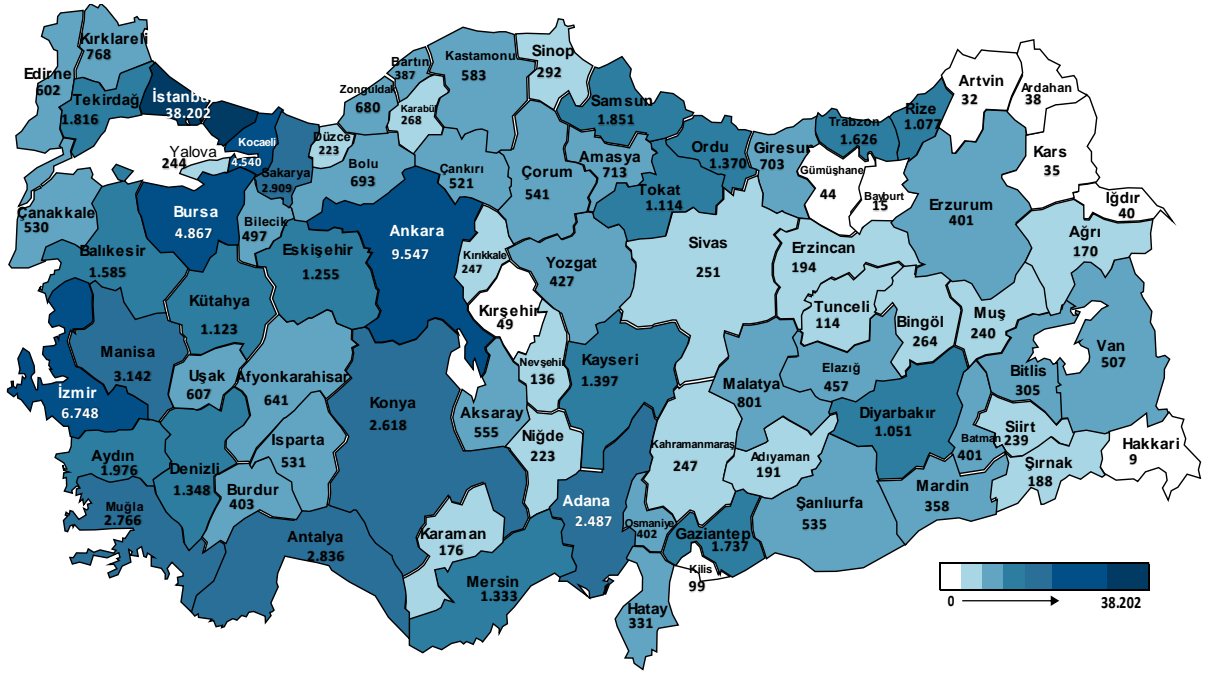 Kırklareli
768
Edirne
602
Tekirdağ
1.816
İstanbu
38.202
Yalova
244
Kocaeli
4.540
Sakarya
2.909
Düzce
223
Zonguldak
680
Bartın
387
Karabü
268
Kastamonu
583
Sinop
292
Samsun
1.851
Bolu
693
Çankırı
521
Çorum
541
Amasya
713
Tokat
1.114
Ordu
1.370
Giresun
703
Trabzon
1.626
Rize
1.077
Artvin
32
Ardahan
38
Kars
35
Iğdır
40
Gümüşhane
44
Bayburt
15
Erzurum
401
Ağrı
170
Çanakkale
530
Balıkesir
1.585
Bursa
4.867
Bilecik
497
Eskişehir
1.255
Ankara
9.547
Kırıkkale
247
Kırşehir
49
Yozgat
427
Sivas
251
Erzincan
194
Tunceli
114
Bingöl
264
Muş
240
Bitlis
305
Van
507
Kütahya
1.123
Manisa
3.142
İzmir
6.748
Uşak
607
Afyonkarahisar
641
Konya
2.618
Aksaray
555
Nevşehir
136
Niğde
223
Kayseri
1.397
Malatya
801
Elazığ
457
Diyarbakır
1.051
Batman
401
Siirt
239
Şırnak
188
Hakkari
9
Aydın
1.976
Denizli
1.348
Isparta
531
Burdur
403
Muğla
2.766
Antalya
2.836
Karaman
176
Mersin
1.333
Adana
2.487
Osmaniye
402
Kahramanmaraş
247
Adıyaman
191
Gaziantep
1.737
Kilis
99
Hatay
331
Şanlıurfa
535
Mardin
358
0
38.202